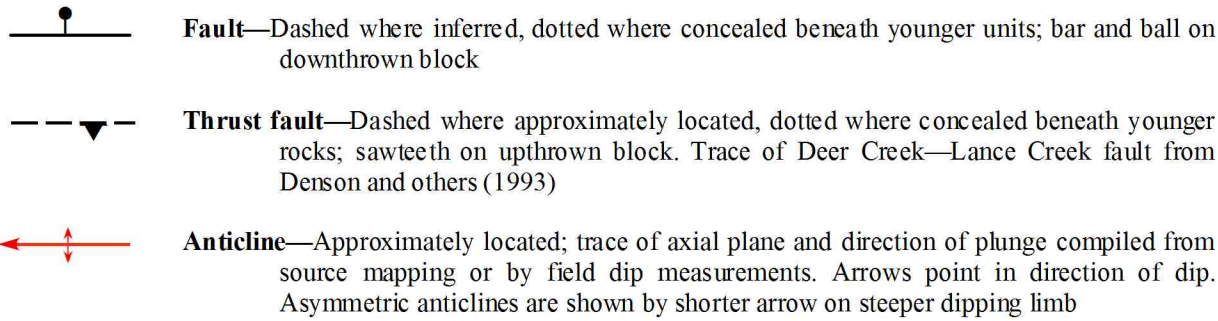 Fault—Dashed where inferred, dotted where concealed beneath younger units; bar and ball on
downthrown block
Thrust fault—Dashed where approximately located, dotted where concealed beneath younger
rocks; sawteeth on upthrown block. Trace of Deer Creek—Lance Creek fault from
Denson and others (1993)
Anticline—Approximately located; trace of axial plane and direction of plunge compiled from
source mapping or by field dip measurements. Arrows point in direction of dip.
Asymmetric anticlines are shown by shorter arrow on steeper dipping limb